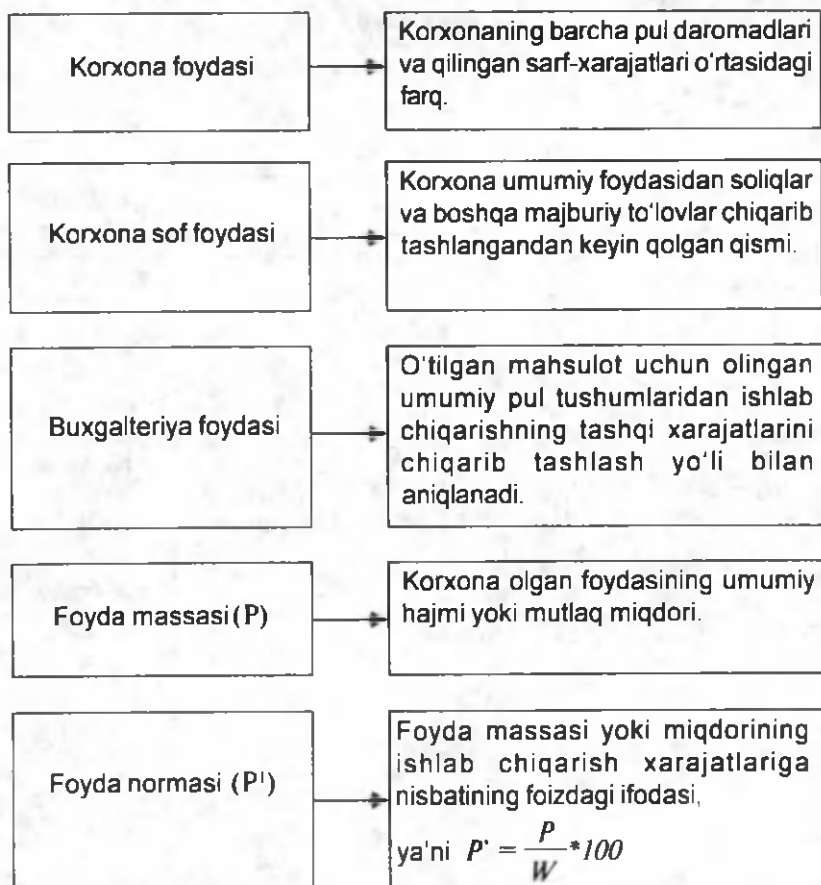 Korxona foydasi
Korxonaning barcha pul daromadlari
va qilingan sarf-xarajatlari o'rtasidagi
farq.
Korxona sof foydasi
Korxona umumiy foydasidan soliqlar
va boshqa majburiy to'lovlar chiqarib
tashlangandan keyin qolgan qismi.
Buxgalteriya foydasi
O'tilgan mahsulot uchun olingan
umumiy pul tushumlaridan ishlab
chiqarishning tashqi xarajatlarini
chiqarib tashlash yo'li bilan
aniqlanadi.
Foyda massasi (P)
Korxona olgan foydasining umumiy
hajmi yoki mutlaq miqdori.
Foyda normasi (P')
Foyda massasi yoki miqdorining
ishlab chiqarish xarajatlariga
nisbatining foizdagi ifodasi,
ya'ni P' = P/W *100